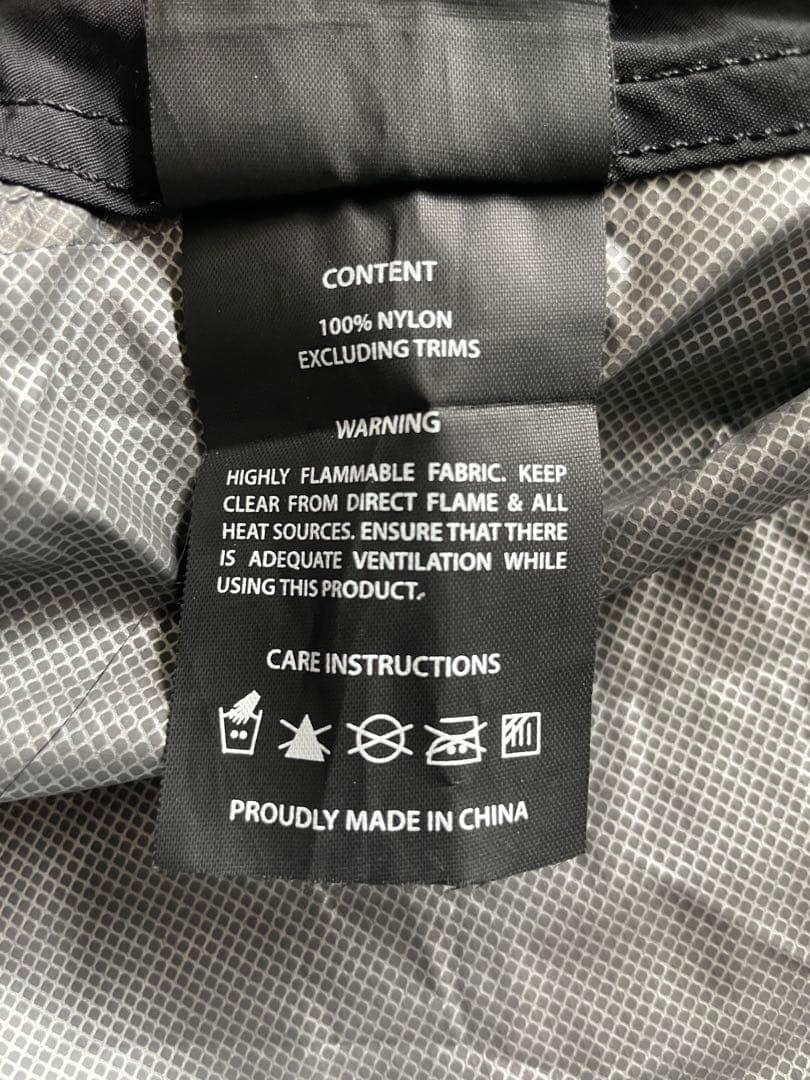 CONTENT
100% NYLON
EXCLUDING TRIMS
WARNING
HIGHLY FLAMMABLE FABRIC. KEEP
CLEAR FROM DIRECT FLAME & ALL
HEAT SOURCES. ENSURE THAT THERE
IS ADEQUATE VENTILATION WHILE
USING THIS PRODUCT.
CARE INSTRUCTIONS
PROUDLY MADE IN CHINA